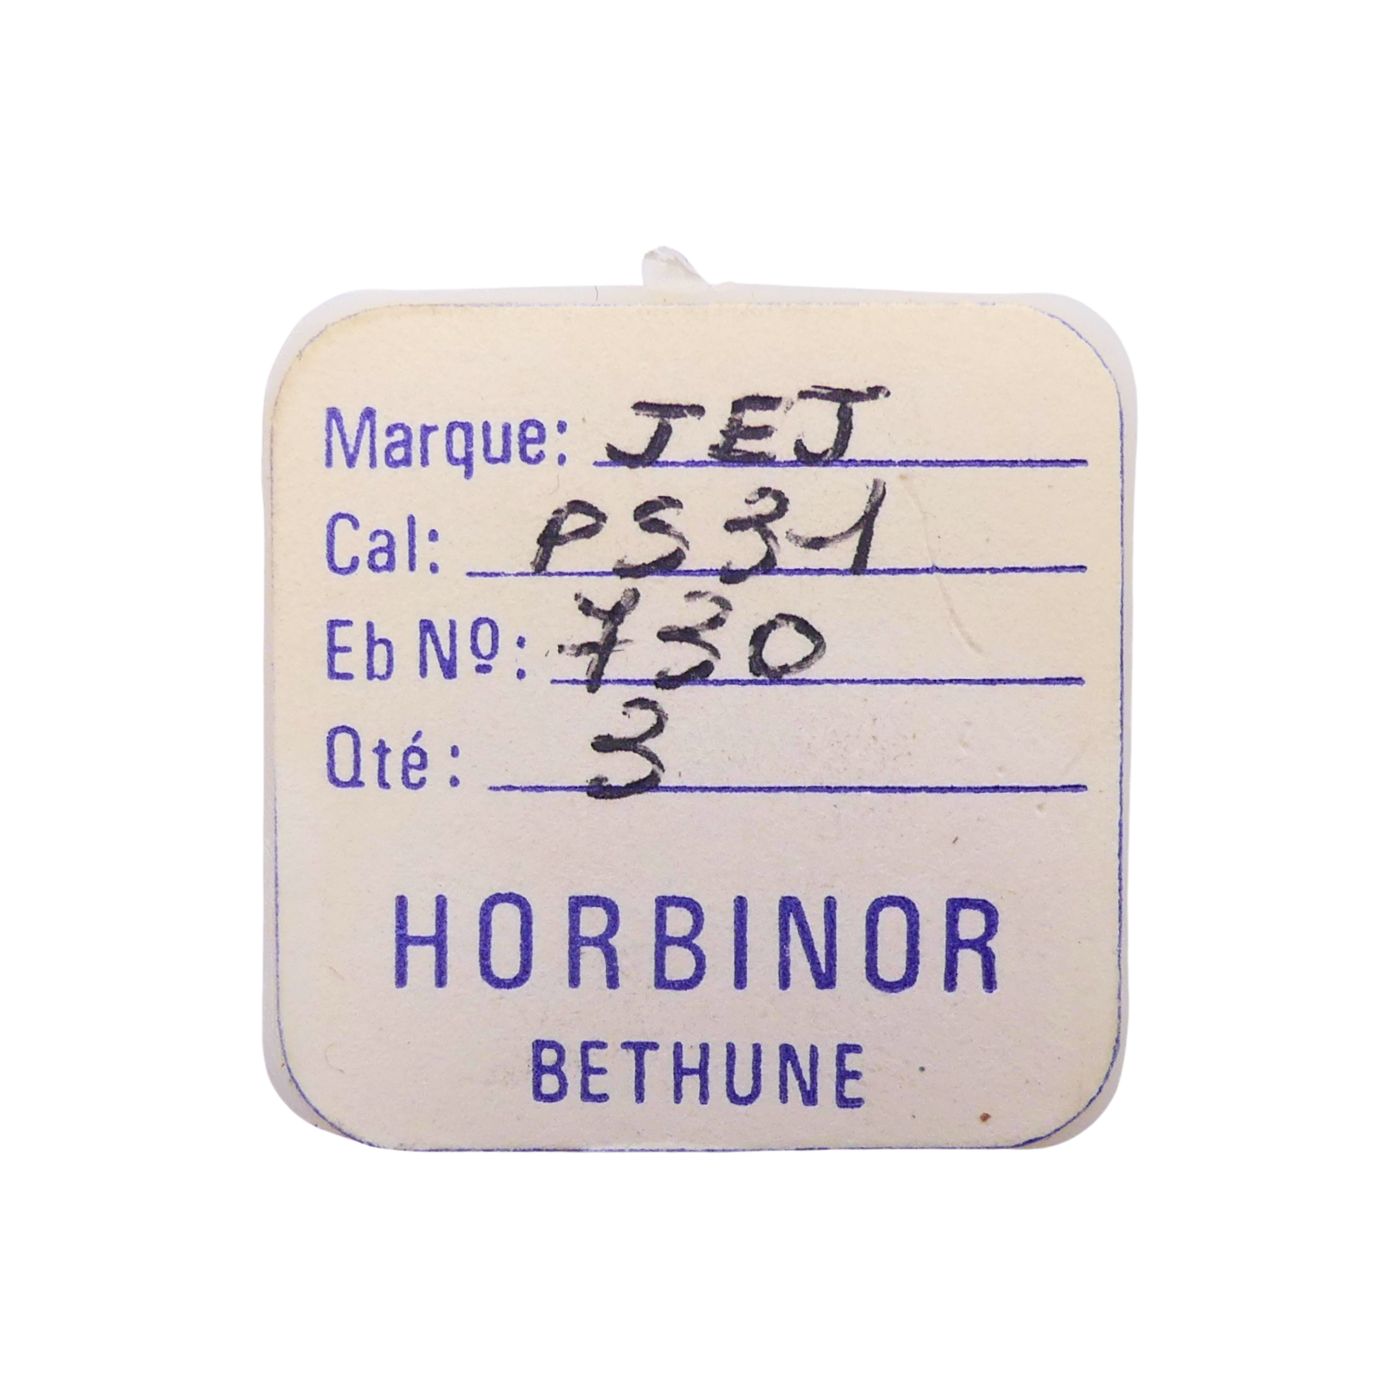 Marque: JEJ
Cal: PS31
Eb Nº: 730
Qté: 3
HORBINOR
BETHUNE